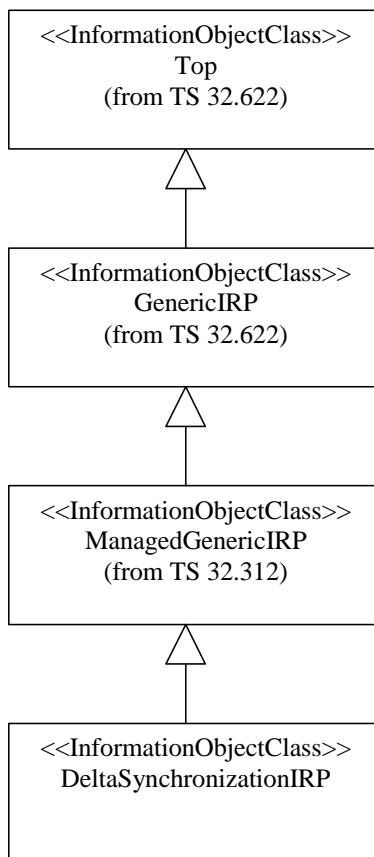 <<InformationObjectClass>>
Top
(from TS 32.622)
<<InformationObjectClass>>
GenericIRP
(from TS 32.622)
<<InformationObjectClass>>
ManagedGenericIRP
(from TS 32.312)
<<InformationObjectClass>>
DeltaSynchronizationIRP